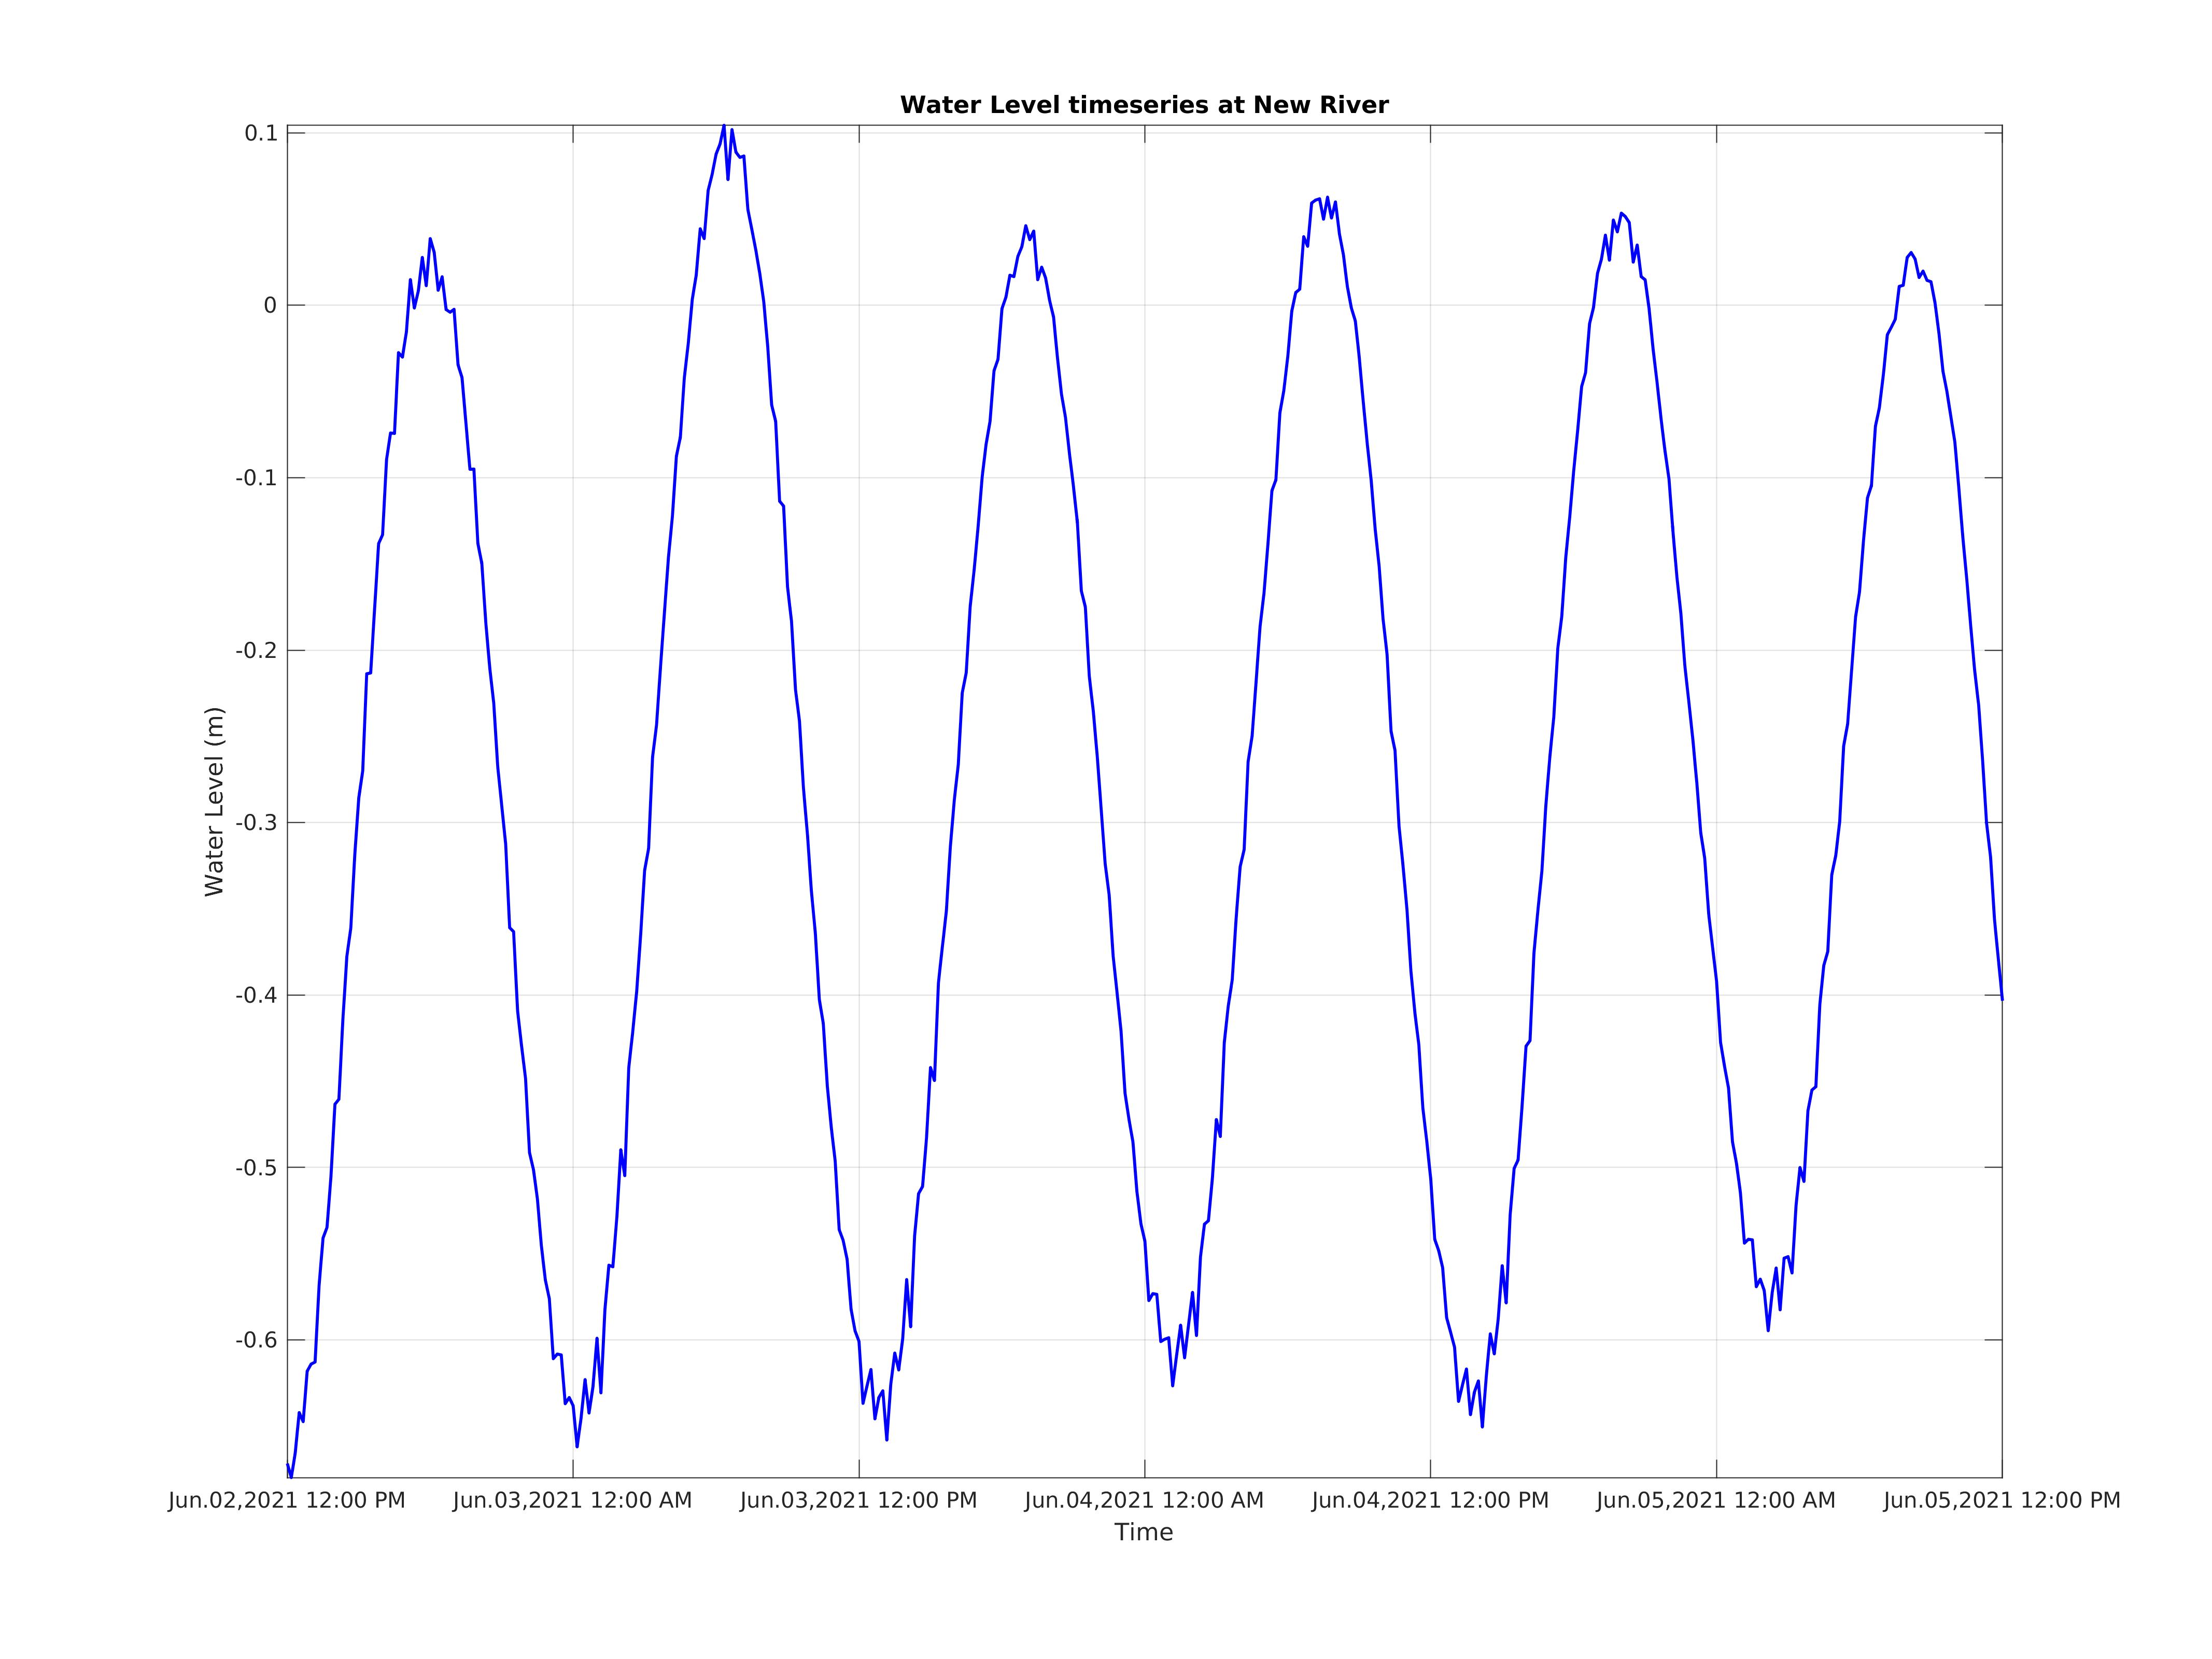 Water Level timeseries at New River
0.1
0
-0.1
-0.2
-0.3
-0.4
-0.5
-0.6
Water Level (m)
Jun.02,2021 12:00 PM Jun.03,2021 12:00 AM Jun.03,2021 12:00 PM Jun.04,2021 12:00 AM Jun.04,2021 12:00 PM Jun.05,2021 12:00 AM Jun.05,2021 12:00 PM
Time